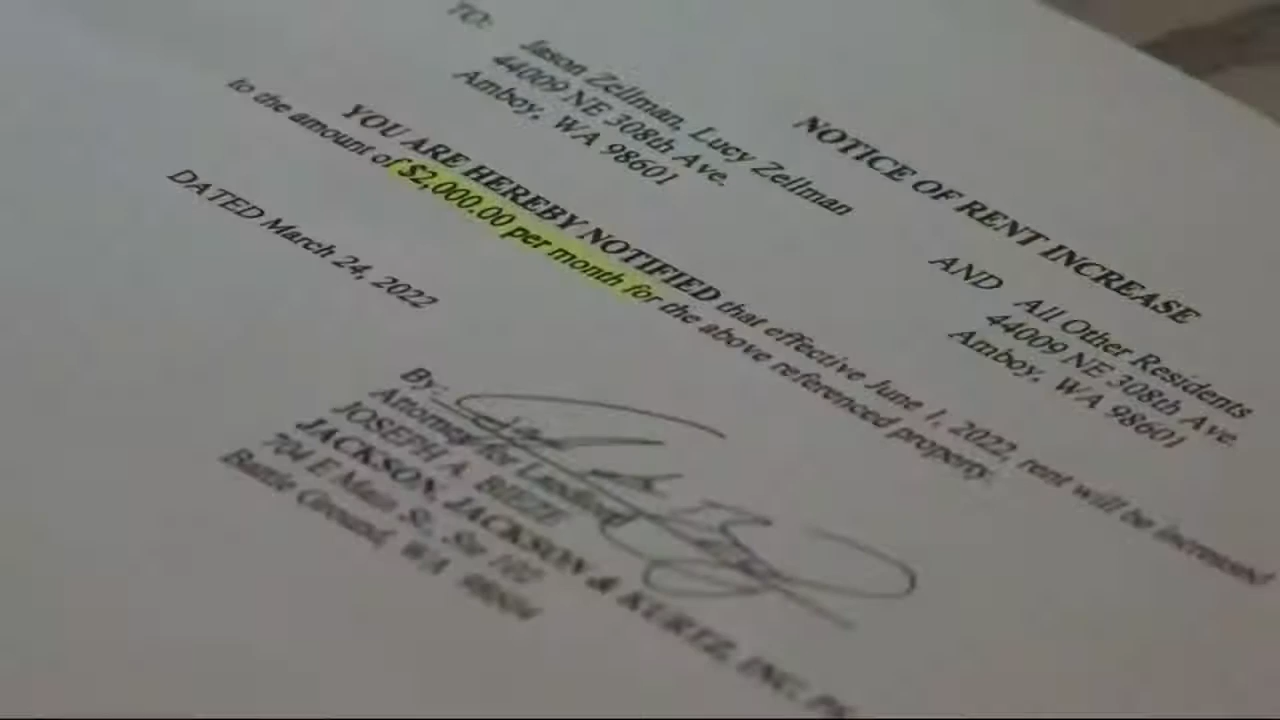 NOTICE OF RENT INCREASE
TO:
Jason Zellman, Lucy Zellman
44009 NE 308th Ave.
Amboy, WA 98601
AND
All Other Residents
44009 NE 308th Ave.
Amboy, WA 98601
YOU ARE HEREBY NOTIFIED that effective June 1, 2022, rent will be increased
to the amount of $2,000.00 per month for the above referenced property.
DATED March 24, 2022
By:
Attorney for Landlord
JOSEPH A.
JACKSON, JACKSON & KURTZ, INC. PS
704 E Main St., Ste 102
Battle Ground, WA 98604